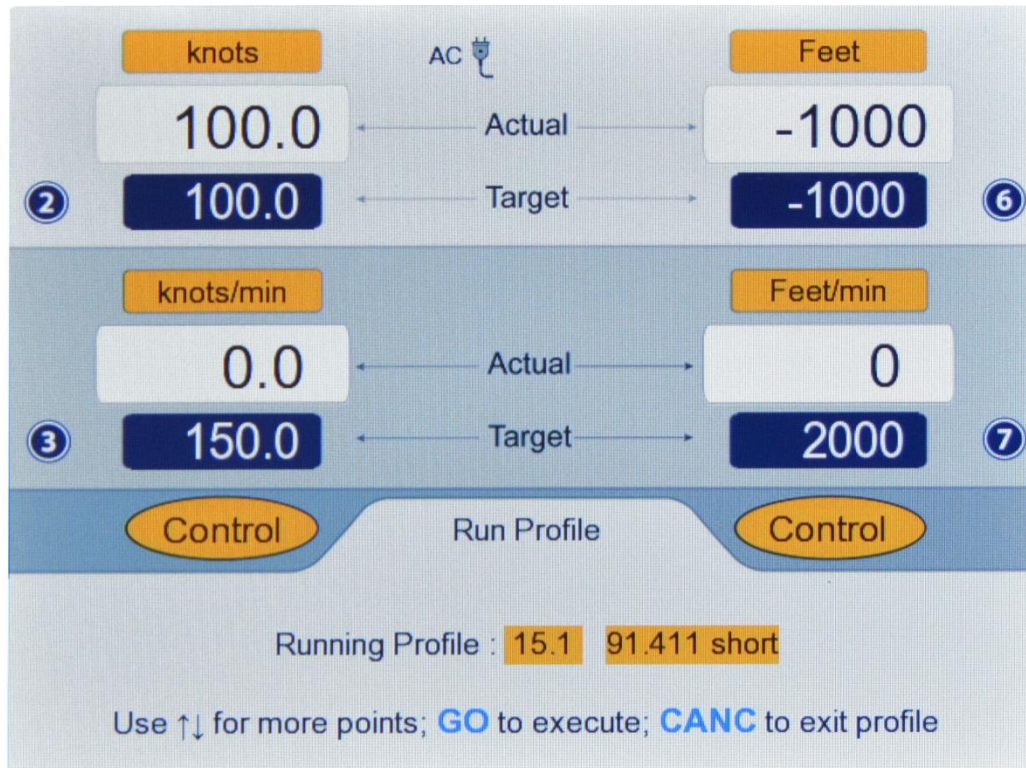 knots AC Feet
100.0 Actual -1000
2 100.0 Target -1000 6
knots/min Feet/min
0.0 Actual 0
3 150.0 Target 2000 7
Control Run Profile Control
Running Profile : 15.1 91.411 short
Use ↑↓ for more points; GO to execute; CANC to exit profile